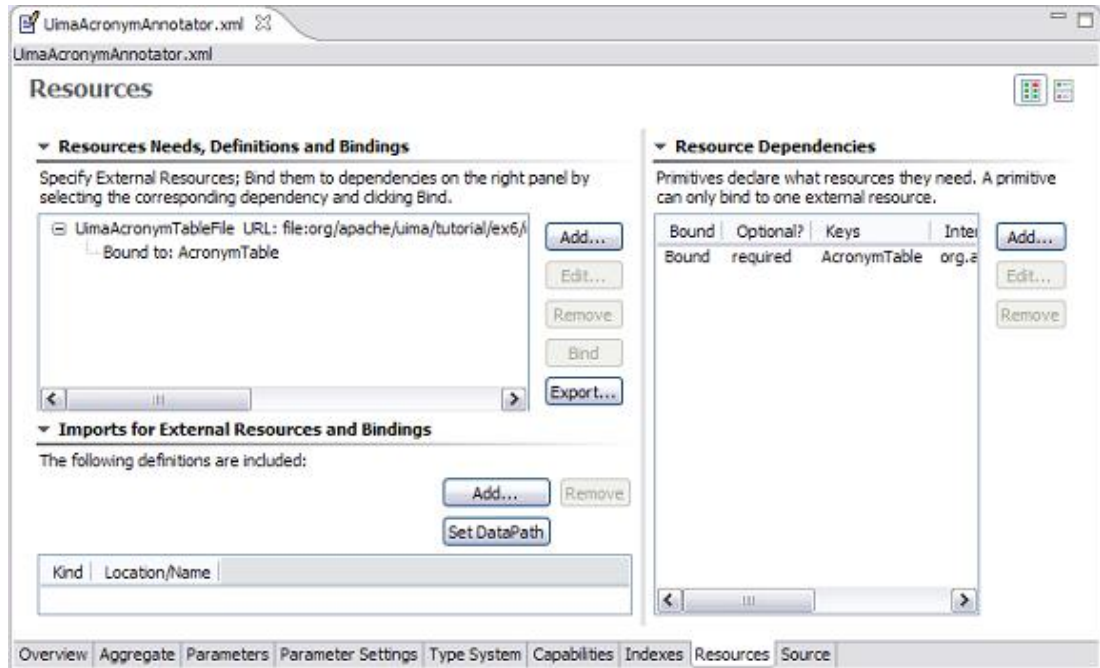 UimaAcronymAnnotator.xml
UimaAcronymAnnotator.xml
Resources
Resources Needs, Definitions and Bindings
Specify External Resources; Bind them to dependencies on the right panel by
selecting the corresponding dependency and clicking Bind.
UimaAcronymTableFile URL: file:org/apache/uima/tutorial/ex6/
Bound to: AcronymTable
Add...
Edit...
Remove
Bind
Export...
Imports for External Resources and Bindings
The following definitions are included:
Add... Remove
Set DataPath
Kind Location/Name
Resource Dependencies
Primitives declare what resources they need. A primitive
can only bind to one external resource.
Bound Optional? Keys Inter
Bound required AcronymTable org.a
Add...
Edit...
Remove
Overview Aggregate Parameters Parameter Settings Type System Capabilities Indexes Resources Source